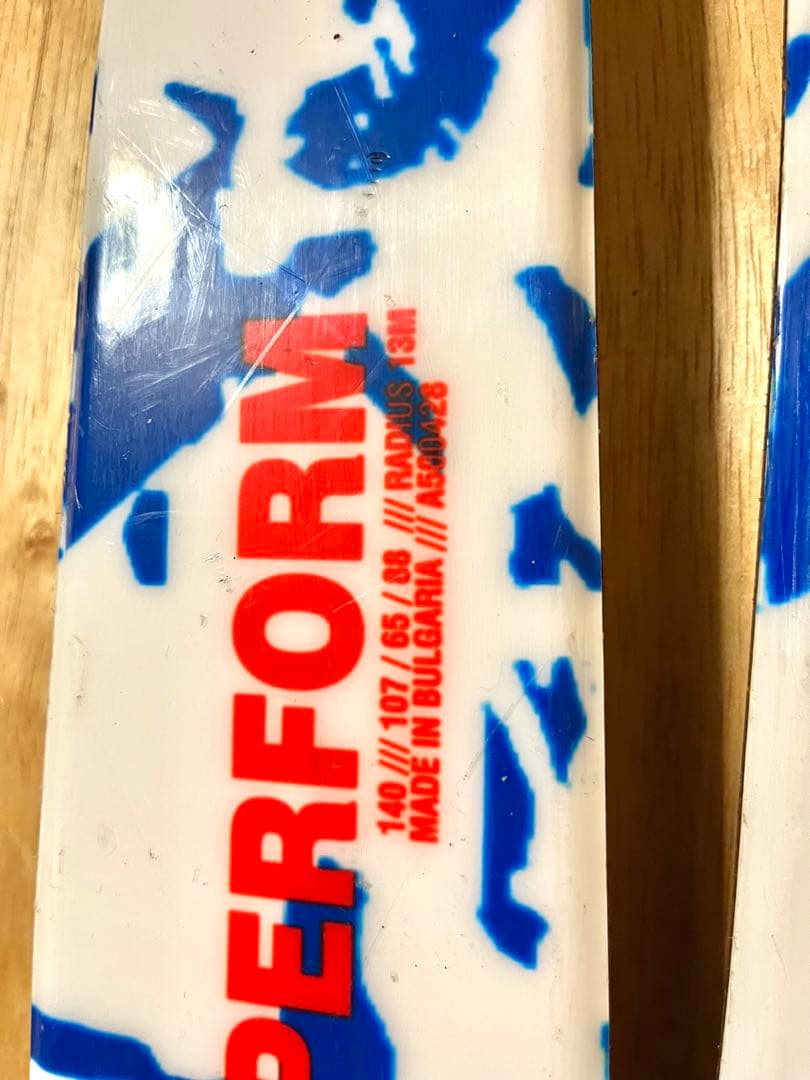 PERFORM
140 /// 107 / 65 / 88 /// RADIUS 13M
MADE IN BULGARIA /// A500428